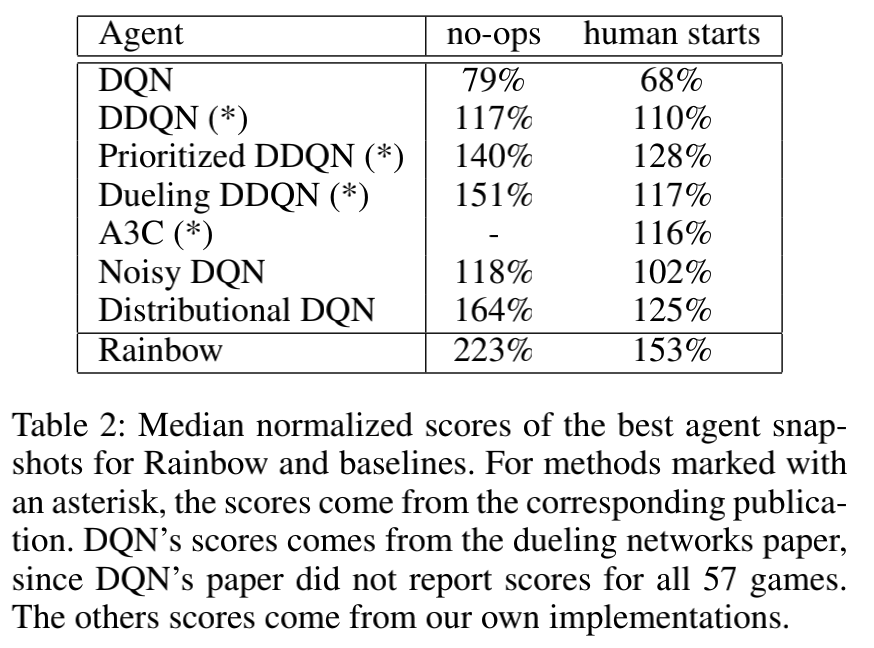 Agent no-ops human starts
DQN 79% 68%
DDQN (*) 117% 110%
Prioritized DDQN (*) 140% 128%
Dueling DDQN (*) 151% 117%
A3C (*) - 116%
Noisy DQN 118% 102%
Distributional DQN 164% 125%
Rainbow 223% 153%
Table 2: Median normalized scores of the best agent snap-
shots for Rainbow and baselines. For methods marked with
an asterisk, the scores come from the corresponding publica-
tion. DQN's scores comes from the dueling networks paper,
since DQN's paper did not report scores for all 57 games.
The others scores come from our own implementations.